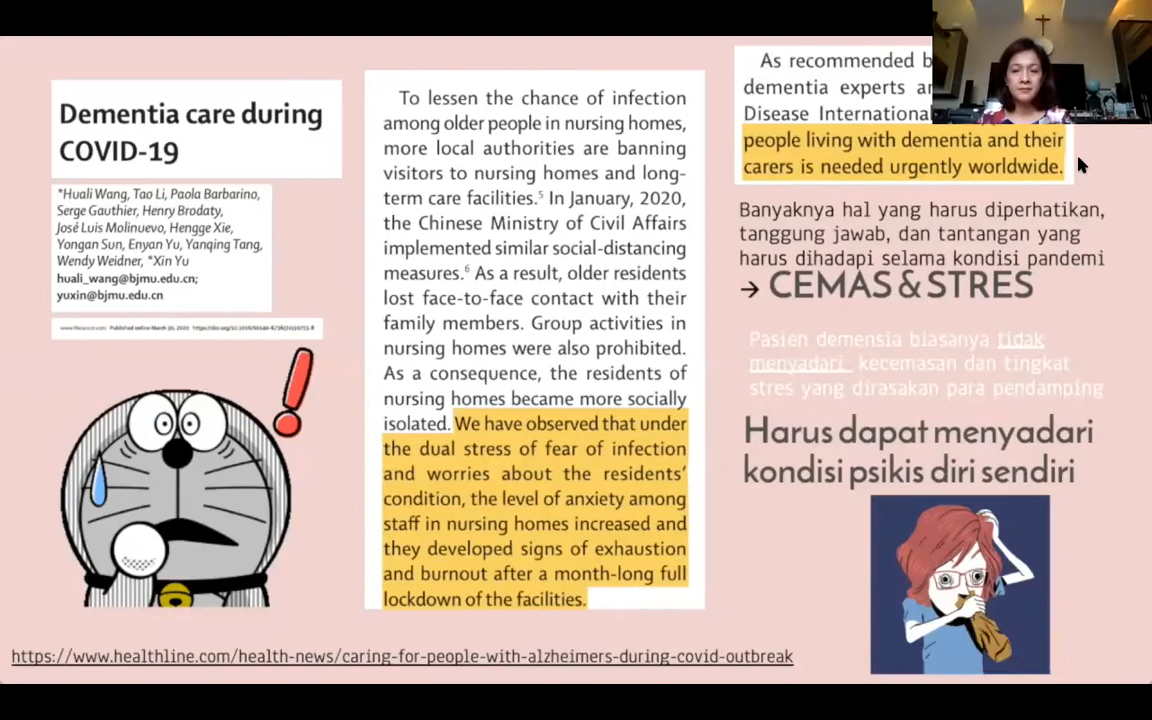 Dementia care during
COVID-19
*Huali Wang, Tao Li, Paola Barbarino,
Serge Gauthier, Henry Brodaty,
José Luis Molinuevo, Hengge Xie,
Yongan Sun, Enyan Yu, Yanqing Tang,
Wendy Weidner, *Xin Yu
huali_wang@bjmu.edu.cn;
yuxin@bjmu.edu.cn
www.thelancet.com Published online March 30, 2020
To lessen the chance of infection
among older people in nursing homes,
more local authorities are banning
visitors to nursing homes and long-
term care facilities.⁵ In January, 2020,
the Chinese Ministry of Civil Affairs
implemented similar social-distancing
measures.⁶ As a result, older residents
lost face-to-face contact with their
family members. Group activities in
nursing homes were also prohibited.
As a consequence, the residents of
nursing homes became more socially
isolated. We have observed that under
the dual stress of fear of infection
and worries about the residents'
condition, the level of anxiety among
staff in nursing homes increased and
they developed signs of exhaustion
and burnout after a month-long full
lockdown of the facilities.
As recommended
dementia experts
Disease International
people living with dementia and their
carers is needed urgently worldwide.
Banyaknya hal yang harus diperhatikan,
tanggung jawab, dan tantangan yang
harus dihadapi selama kondisi pandemi
→ CEMAS & STRES
Pasien demensia biasanya tidak
menyadari kecemasan dan tingkat
stres yang dirasakan para pendamping
Harus dapat menyadari
kondisi psikis diri sendiri
https://www.healthline.com/health-news/caring-for-people-with-alzheimers-during-covid-outbreak